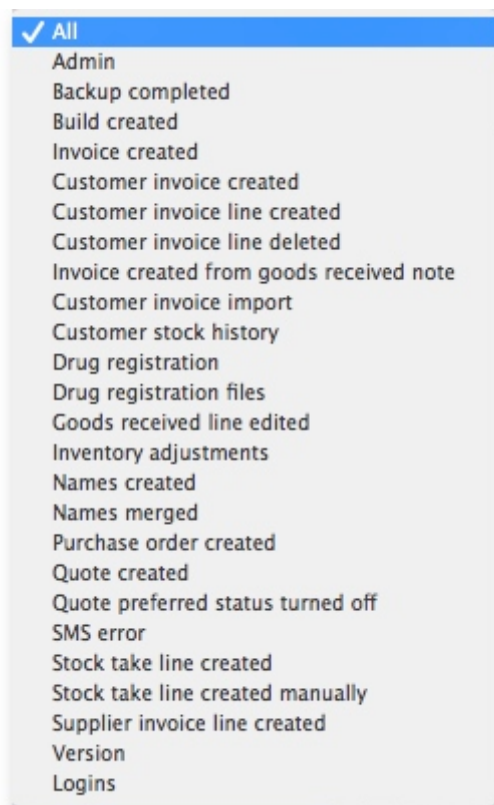 All
Admin
Backup completed
Build created
Invoice created
Customer invoice created
Customer invoice line created
Customer invoice line deleted
Invoice created from goods received note
Customer invoice import
Customer stock history
Drug registration
Drug registration files
Goods received line edited
Inventory adjustments
Names created
Names merged
Purchase order created
Quote created
Quote preferred status turned off
SMS error
Stock take line created
Stock take line created manually
Supplier invoice line created
Version
Logins